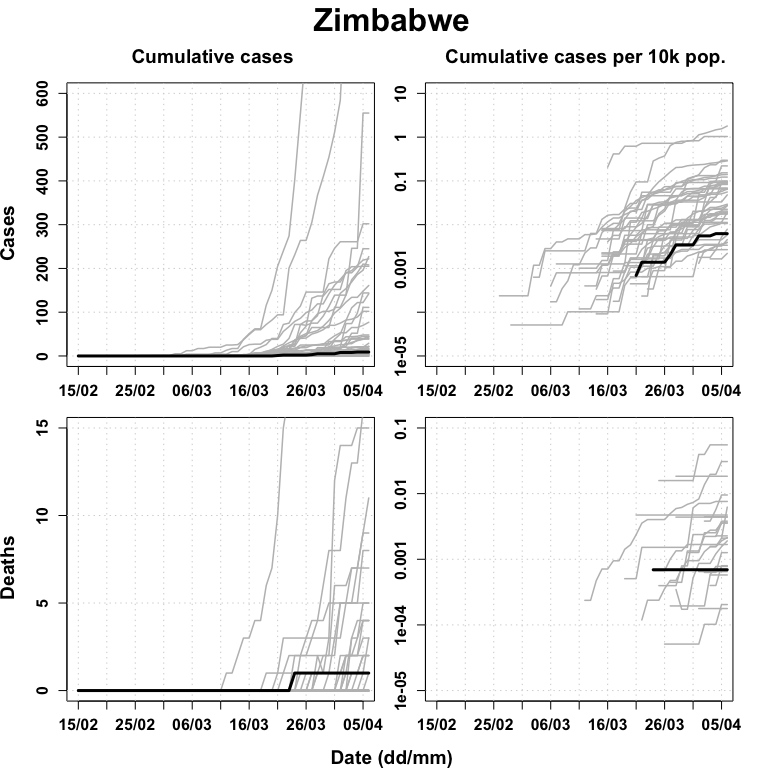 Zimbabwe
Cumulative cases
Cumulative cases per 10k pop.
Cases
600
500
400
300
200
100
0
15/02 25/02 06/03 16/03 26/03 05/04
10
1
0.1
0.001
1e-05
15/02 25/02 06/03 16/03 26/03 05/04
Deaths
15
10
5
0
15/02 25/02 06/03 16/03 26/03 05/04
0.1
0.01
0.001
1e-04
1e-05
15/02 25/02 06/03 16/03 26/03 05/04
Date (dd/mm)